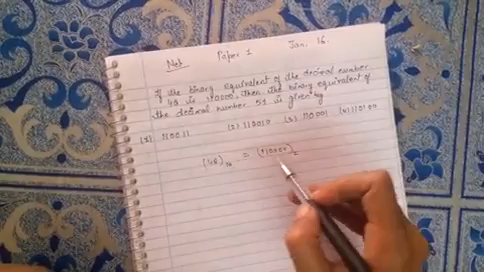 Net Paper 1 Jan. 16.
If the binary equivalent of the decimal number
48 is 110000, then the binary equivalent of
the decimal number 51 is given by
(1) 110011 (2) 110010 (3) 110001 (4) 110100
(48)₁₀ = (110000)₂